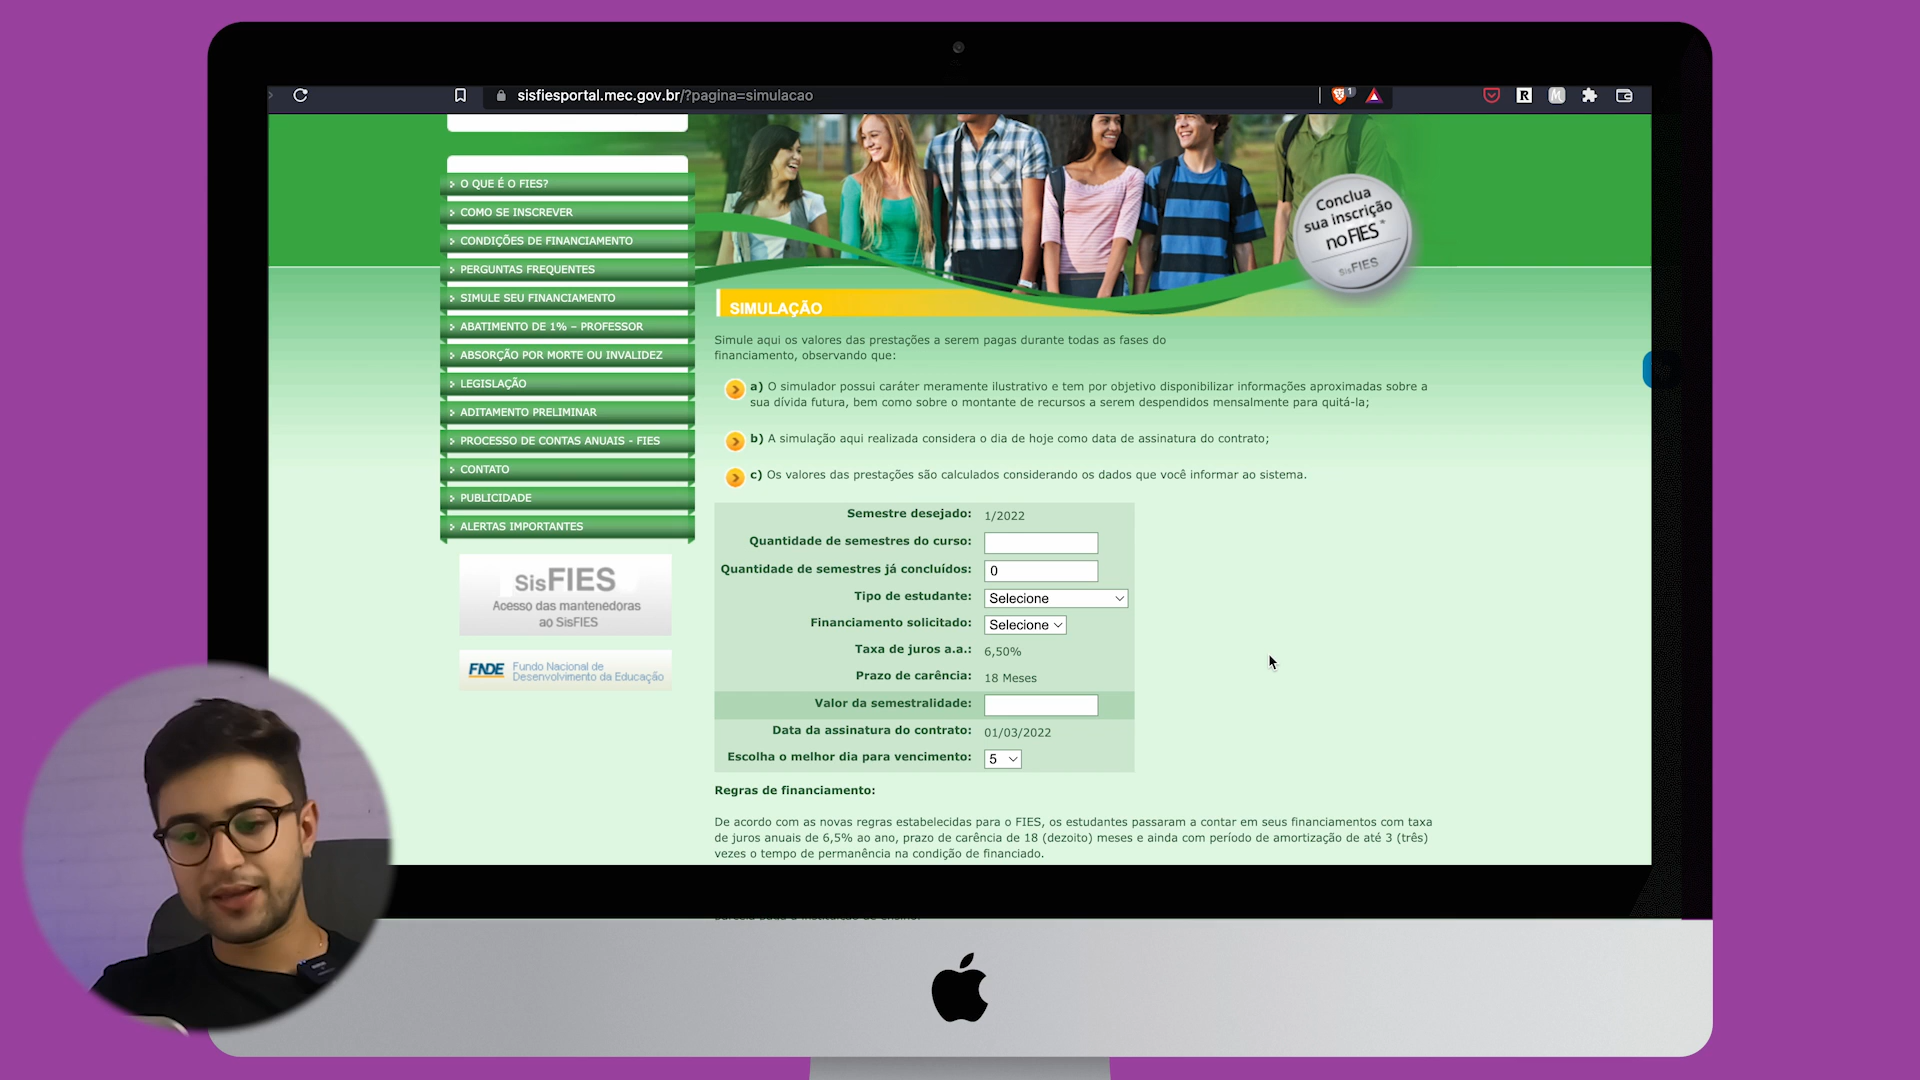 sisfiesportal.mec.gov.br/?pagina=simulacao
1
R
M
O QUE É O FIES?
COMO SE INSCREVER
CONDIÇÕES DE FINANCIAMENTO
PERGUNTAS FREQUENTES
SIMULE SEU FINANCIAMENTO
ABATIMENTO DE 1% – PROFESSOR
ABSORÇÃO POR MORTE OU INVALIDEZ
LEGISLAÇÃO
ADITAMENTO PRELIMINAR
PROCESSO DE CONTAS ANUAIS - FIES
CONTATO
PUBLICIDADE
ALERTAS IMPORTANTES
SisFIES
Acesso das mantenedoras
ao SisFIES
FNDE Fundo Nacional de
Desenvolvimento da Educação
Conclua
sua inscrição
no FIES
SisFIES
SIMULAÇÃO
Simule aqui os valores das prestações a serem pagas durante todas as fases do
financiamento, observando que:
a) O simulador possui caráter meramente ilustrativo e tem por objetivo disponibilizar informações aproximadas sobre a
sua dívida futura, bem como sobre o montante de recursos a serem despendidos mensalmente para quitá-la;
b) A simulação aqui realizada considera o dia de hoje como data de assinatura do contrato;
c) Os valores das prestações são calculados considerando os dados que você informar ao sistema.
Semestre desejado: 1/2022
Quantidade de semestres do curso:
Quantidade de semestres já concluídos: 0
Tipo de estudante: Selecione
Financiamento solicitado: Selecione
Taxa de juros a.a.: 6,50%
Prazo de carência: 18 Meses
Valor da semestralidade:
Data da assinatura do contrato: 01/03/2022
Escolha o melhor dia para vencimento: 5
Regras de financiamento:
De acordo com as novas regras estabelecidas para o FIES, os estudantes passaram a contar em seus financiamentos com taxa
de juros anuais de 6,5% ao ano, prazo de carência de 18 (dezoito) meses e ainda com período de amortização de até 3 (três)
vezes o tempo de permanência na condição de financiado.